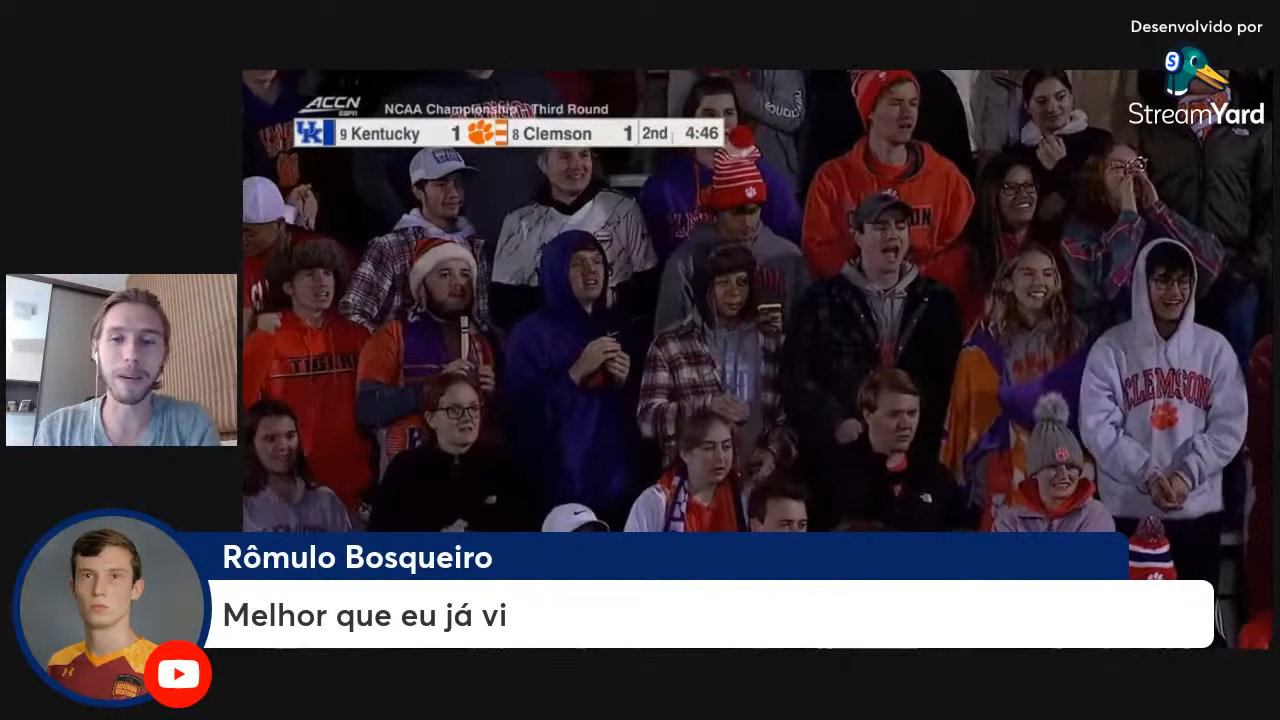 Desenvolvido por
StreamYard
ACCN
NCAA Championship - Third Round
9 Kentucky 1 8 Clemson 1 2nd 4:46
TIGERS
CLEMSON
Rômulo Bosqueiro
Melhor que eu já vi